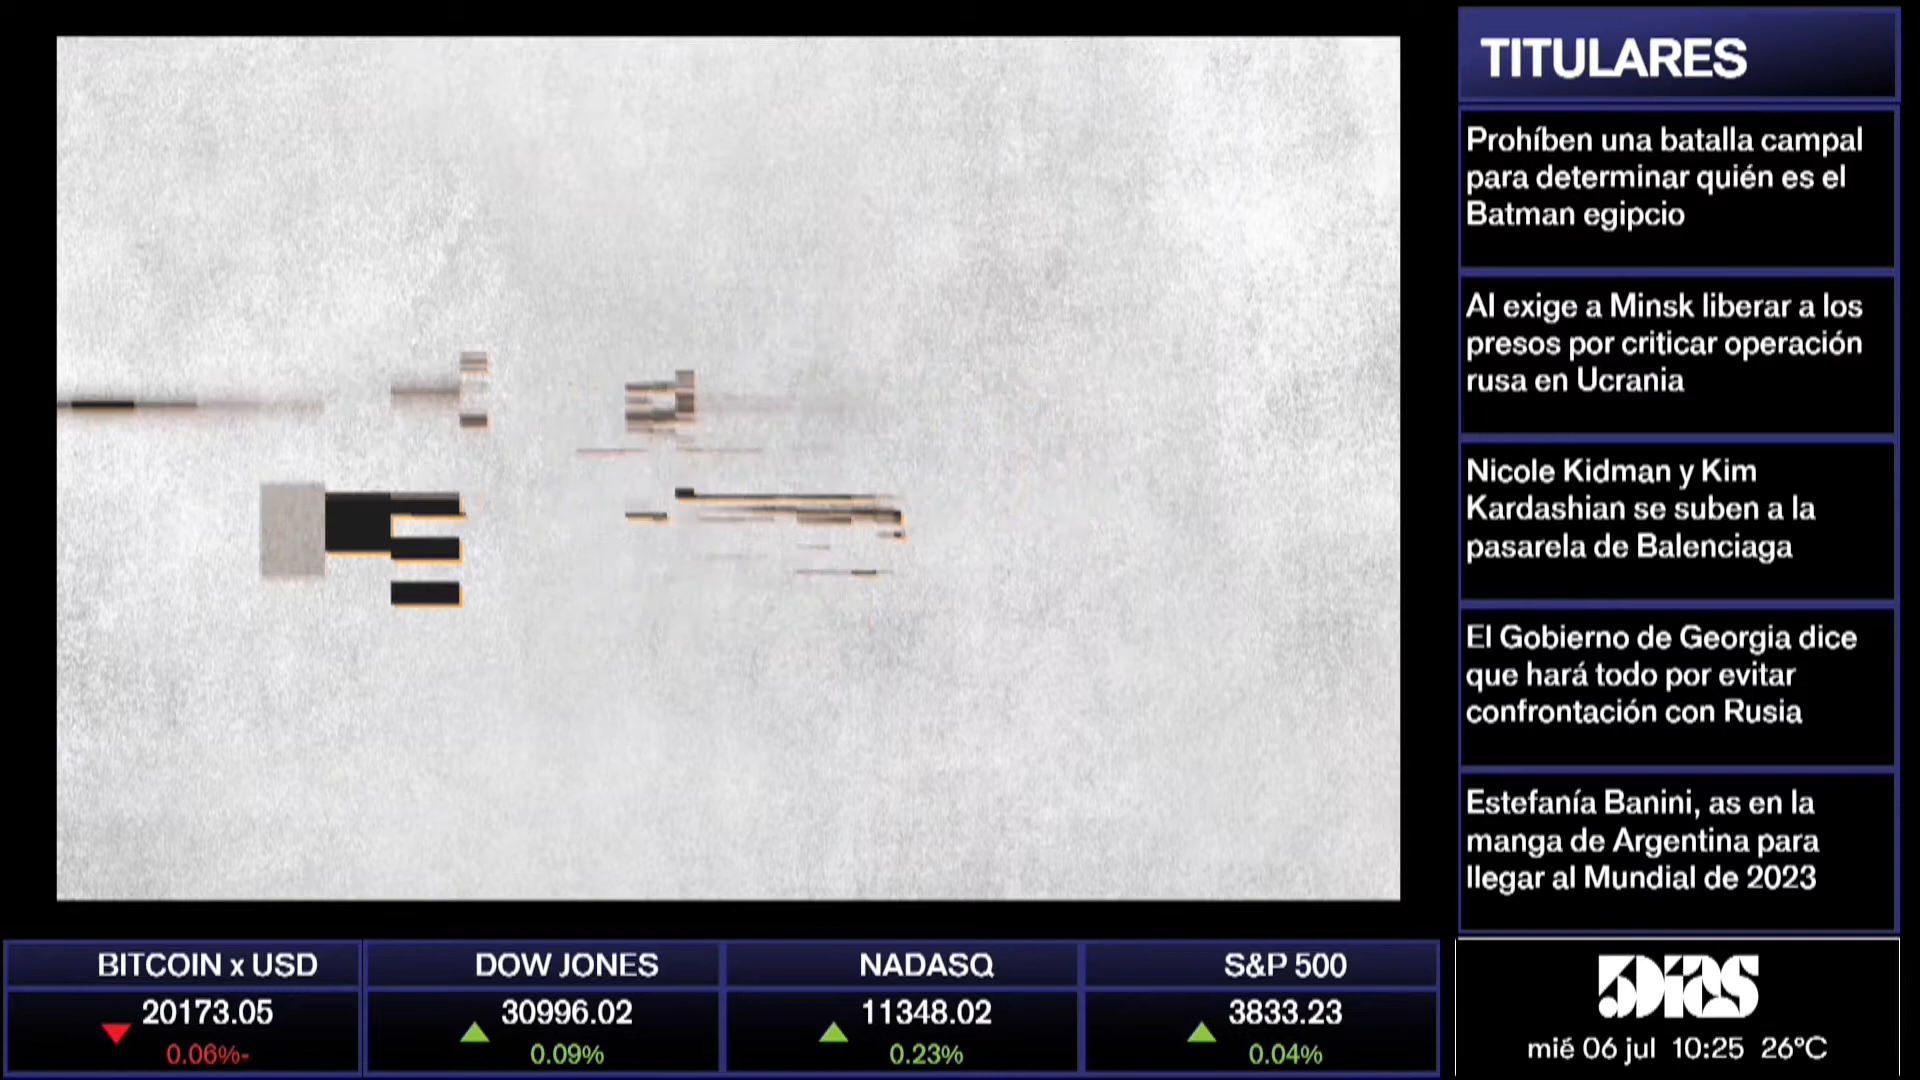 TITULARES
Prohíben una batalla campal
para determinar quién es el
Batman egipcio
AI exige a Minsk liberar a los
presos por criticar operación
rusa en Ucrania
Nicole Kidman y Kim
Kardashian se suben a la
pasarela de Balenciaga
El Gobierno de Georgia dice
que hará todo por evitar
confrontación con Rusia
Estefanía Banini, as en la
manga de Argentina para
llegar al Mundial de 2023
BITCOIN x USD
20173.05
0.06%-
DOW JONES
30996.02
0.09%
NADASQ
11348.02
0.23%
S&P 500
3833.23
0.04%
5Días
mié 06 jul 10:25 26°C